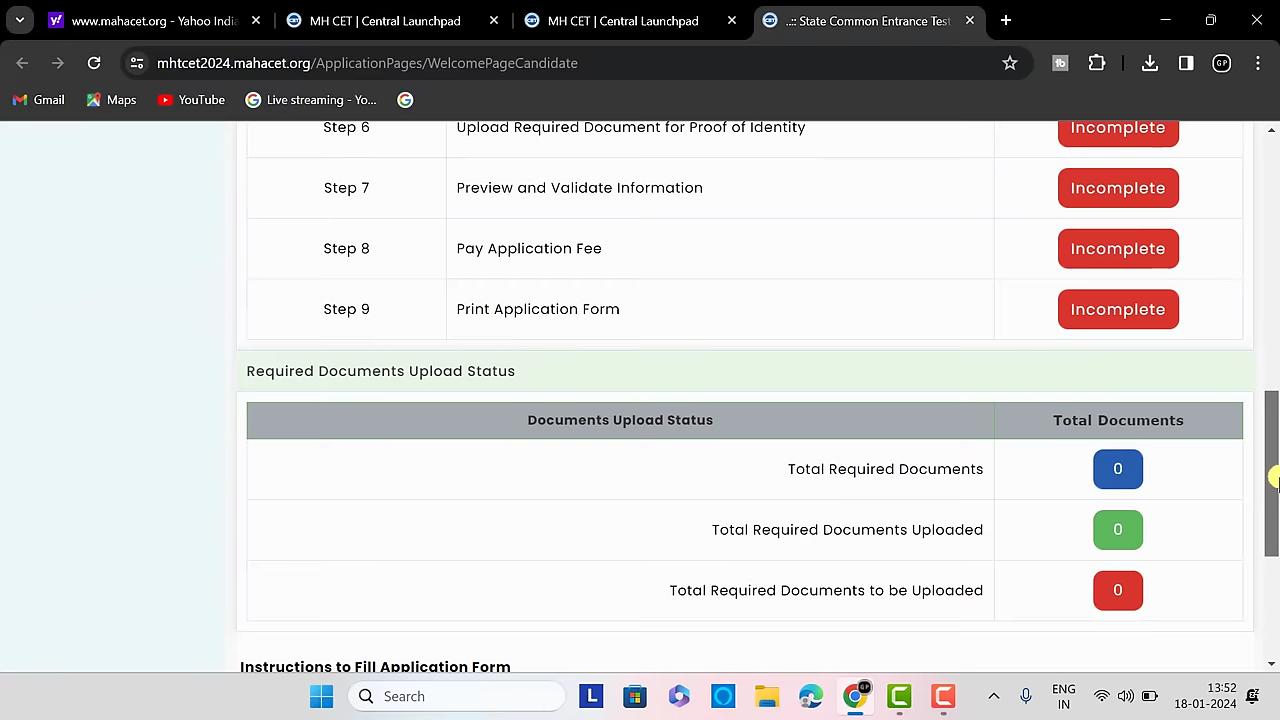 www.mahacet.org - Yahoo India
MH CET | Central Launchpad
MH CET | Central Launchpad
..:: State Common Entrance Test
mhtcet2024.mahacet.org/ApplicationPages/WelcomePageCandidate
tb
GP
Gmail
Maps
YouTube
Live streaming - Yo...
Step 6 Upload Required Document for Proof of Identity Incomplete
Step 7 Preview and Validate Information Incomplete
Step 8 Pay Application Fee Incomplete
Step 9 Print Application Form Incomplete
Required Documents Upload Status
Documents Upload Status Total Documents
Total Required Documents 0
Total Required Documents Uploaded 0
Total Required Documents to be Uploaded 0
Instructions to Fill Application Form
Search
L
GP
ENG
IN
13:52
18-01-2024